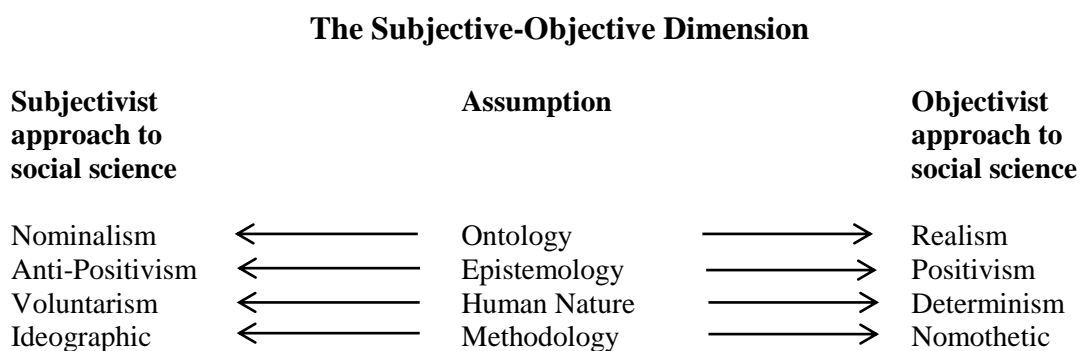 The Subjective-Objective Dimension
Subjectivist Assumption Objectivist
approach to approach to
social science social science
Nominalism Ontology Realism
Anti-Positivism Epistemology Positivism
Voluntarism Human Nature Determinism
Ideographic Methodology Nomothetic